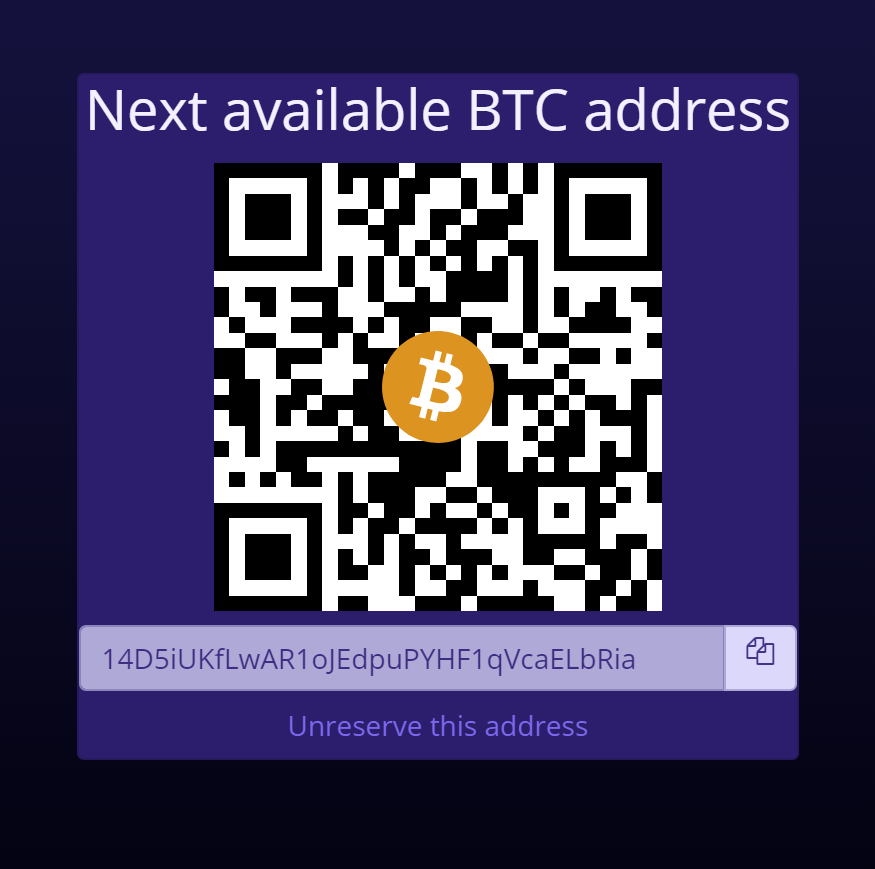 Next available BTC address
14D5iUKfLwAR1oJEdpuPYHF1qVcaELbRia
Unreserve this address